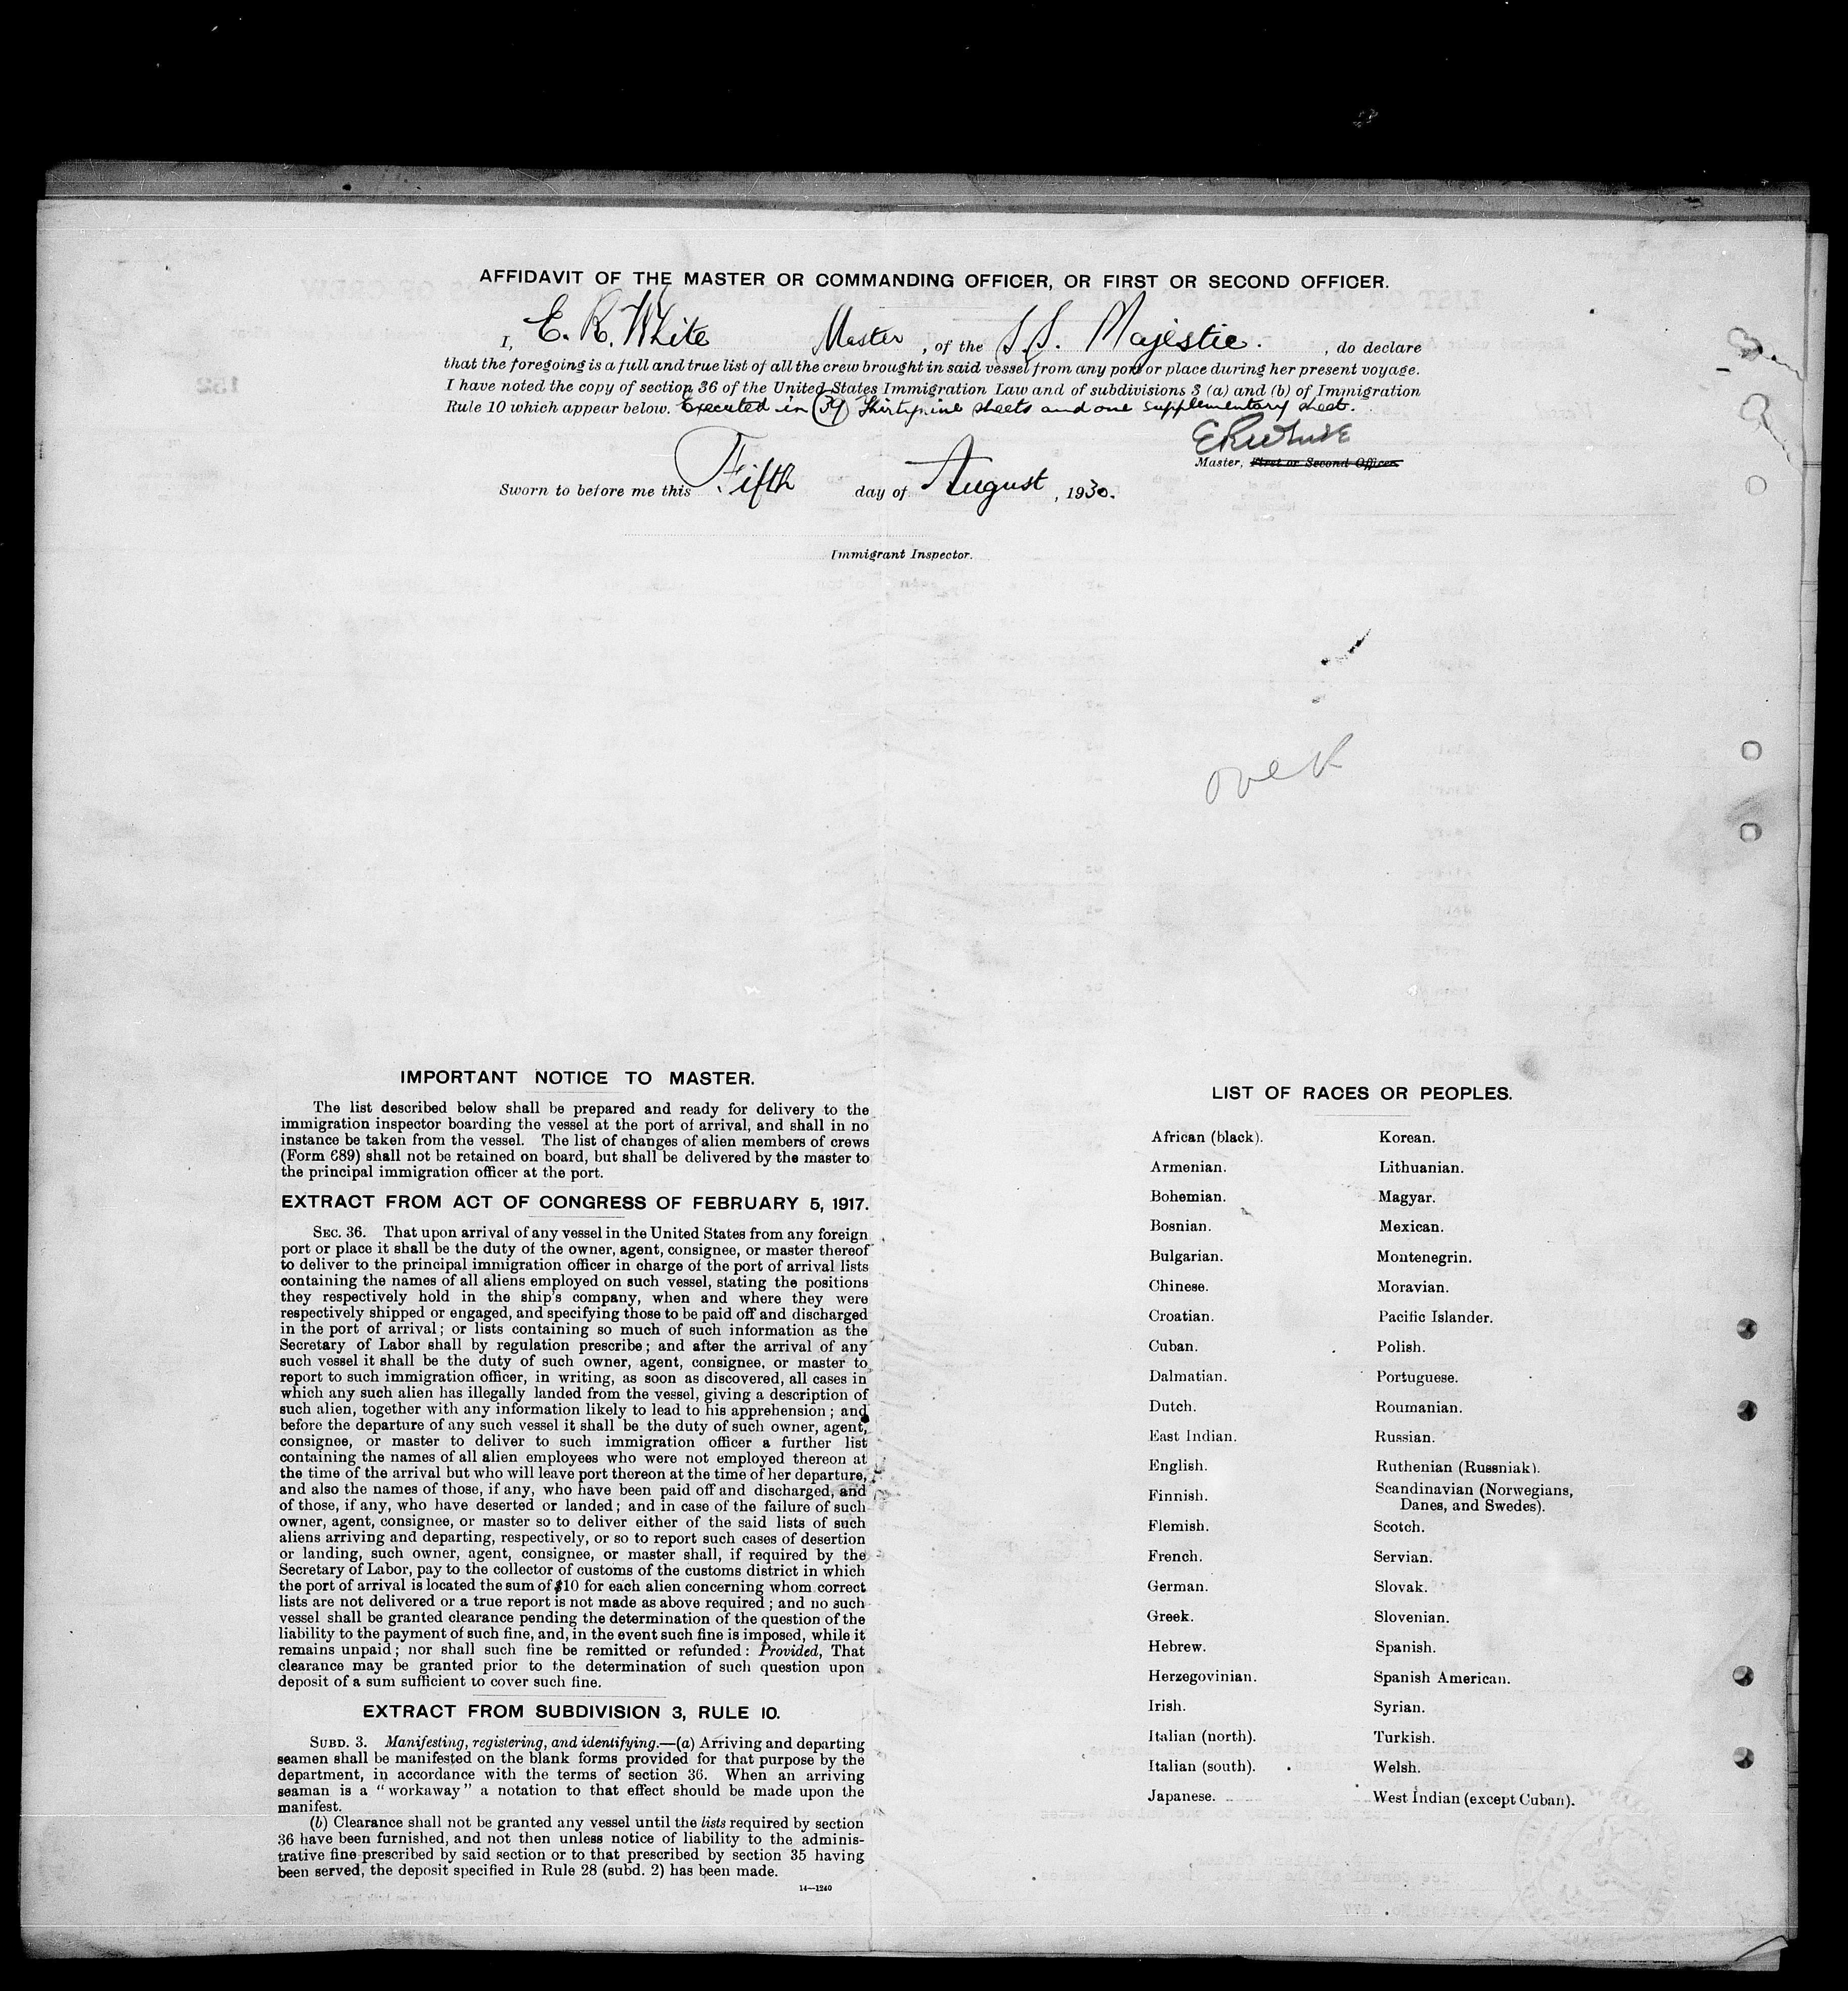 AFFIDAVIT OF THE MASTER OR COMMANDING OFFICER, OR FIRST OR SECOND OFFICER.
I, E. R. White Master, of the S.S. Majestic. , do declare
that the foregoing is a full and true list of all the crew brought in said vessel from any port or place during her present voyage.
I have noted the copy of section 36 of the United States Immigration Law and of subdivisions 3 (a) and (b) of Immigration
Rule 10 which appear below. Executed in (39) Thirtynine sheets and one supplementary sheet.
E R White
Master, First or Second Officer.
Sworn to before me this Fifth day of August, 1930.
Immigrant Inspector.
over
IMPORTANT NOTICE TO MASTER.
The list described below shall be prepared and ready for delivery to the
immigration inspector boarding the vessel at the port of arrival, and shall in no
instance be taken from the vessel. The list of changes of alien members of crews
(Form 689) shall not be retained on board, but shall be delivered by the master to
the principal immigration officer at the port.
EXTRACT FROM ACT OF CONGRESS OF FEBRUARY 5, 1917.
SEC. 36. That upon arrival of any vessel in the United States from any foreign
port or place it shall be the duty of the owner, agent, consignee, or master thereof
to deliver to the principal immigration officer in charge of the port of arrival lists
containing the names of all aliens employed on such vessel, stating the positions
they respectively hold in the ship's company, when and where they were
respectively shipped or engaged, and specifying those to be paid off and discharged
in the port of arrival; or lists containing so much of such information as the
Secretary of Labor shall by regulation prescribe; and after the arrival of any
such vessel it shall be the duty of such owner, agent, consignee, or master to
report to such immigration officer, in writing, as soon as discovered, all cases in
which any such alien has illegally landed from the vessel, giving a description of
such alien, together with any information likely to lead to his apprehension; and
before the departure of any such vessel it shall be the duty of such owner, agent,
consignee, or master to deliver to such immigration officer a further list
containing the names of all alien employees who were not employed thereon at
the time of the arrival but who will leave port thereon at the time of her departure,
and also the names of those, if any, who have been paid off and discharged, and
of those, if any, who have deserted or landed; and in case of the failure of such
owner, agent, consignee, or master so to deliver either of the said lists of such
aliens arriving and departing, respectively, or so to report such cases of desertion
or landing, such owner, agent, consignee, or master shall, if required by the
Secretary of Labor, pay to the collector of customs of the customs district in which
the port of arrival is located the sum of $10 for each alien concerning whom correct
lists are not delivered or a true report is not made as above required; and no such
vessel shall be granted clearance pending the determination of the question of the
liability to the payment of such fine, and, in the event such fine is imposed, while it
remains unpaid; nor shall such fine be remitted or refunded: Provided, That
clearance may be granted prior to the determination of such question upon
deposit of a sum sufficient to cover such fine.
EXTRACT FROM SUBDIVISION 3, RULE 10.
SUBD. 3. Manifesting, registering, and identifying.—(a) Arriving and departing
seamen shall be manifested on the blank forms provided for that purpose by the
department, in accordance with the terms of section 36. When an arriving
seaman is a "workaway" a notation to that effect should be made upon the
manifest.
(b) Clearance shall not be granted any vessel until the lists required by section
36 have been furnished, and not then unless notice of liability to the adminis-
trative fine prescribed by said section or to that prescribed by section 35 having
been served, the deposit specified in Rule 28 (subd. 2) has been made.
14—1240
LIST OF RACES OR PEOPLES.
African (black).
Armenian.
Bohemian.
Bosnian.
Bulgarian.
Chinese.
Croatian.
Cuban.
Dalmatian.
Dutch.
East Indian.
English.
Finnish.
Flemish.
French.
German.
Greek.
Hebrew.
Herzegovinian.
Irish.
Italian (north).
Italian (south).
Japanese.
Korean.
Lithuanian.
Magyar.
Mexican.
Montenegrin.
Moravian.
Pacific Islander.
Polish.
Portuguese.
Roumanian.
Russian.
Ruthenian (Russniak).
Scandinavian (Norwegians,
Danes, and Swedes).
Scotch.
Servian.
Slovak.
Slovenian.
Spanish.
Spanish American.
Syrian.
Turkish.
Welsh.
West Indian (except Cuban).